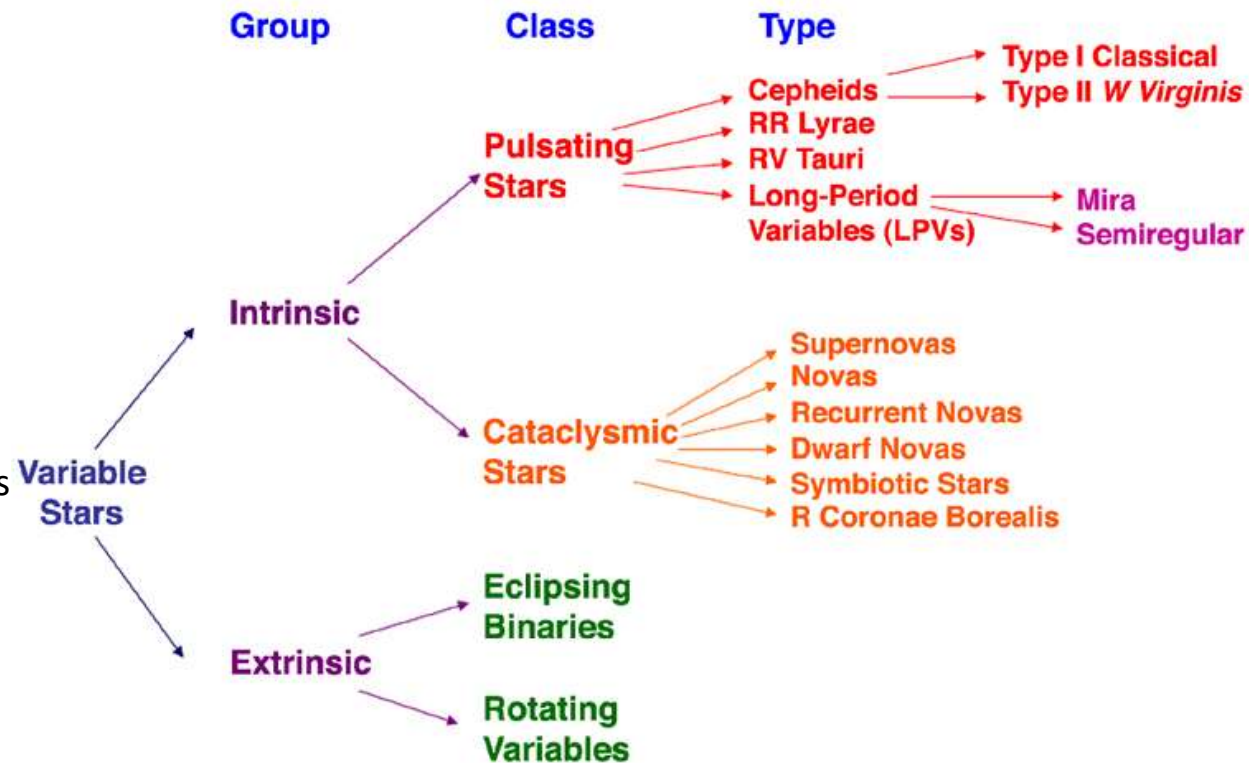 Group Class Type
Type I Classical
Cepheids
Type II W Virginis
RR Lyrae
Pulsating
Stars
RV Tauri
Long-Period
Variables (LPVs)
Mira
Semiregular
Intrinsic
Supernovas
Novas
Recurrent Novas
Cataclysmic
Stars
Dwarf Novas
Symbiotic Stars
R Coronae Borealis
s
Variable
Stars
Eclipsing
Binaries
Extrinsic
Rotating
Variables